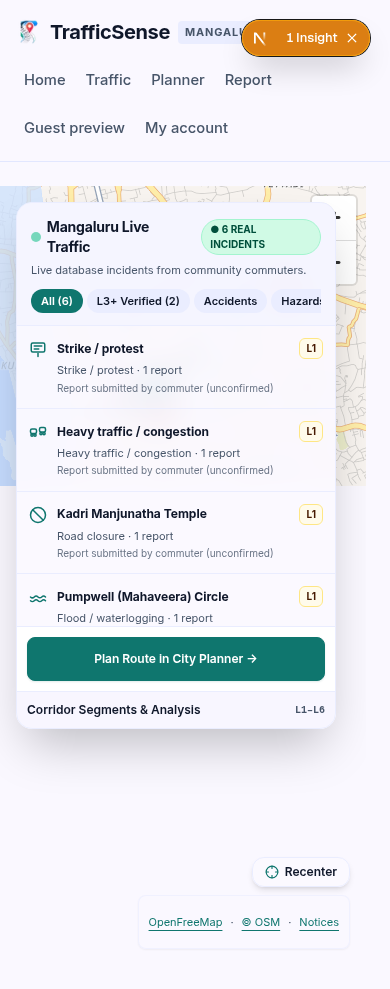 TrafficSense
1 Insight
Home Traffic Planner Report
Guest preview My account
Mangaluru Live Traffic
● 6 REAL INCIDENTS
Live database incidents from community commuters.
All (6) L3+ Verified (2) Accidents
Strike / protest L1
Strike / protest · 1 report
Report submitted by commuter (unconfirmed)
Heavy traffic / congestion L1
Heavy traffic / congestion · 1 report
Report submitted by commuter (unconfirmed)
Kadri Manjunatha Temple L1
Road closure · 1 report
Report submitted by commuter (unconfirmed)
Pumpwell (Mahaveera) Circle L1
Flood / waterlogging · 1 report
Plan Route in City Planner →
Corridor Segments & Analysis L1–L6
Recenter
OpenFreeMap · © OSM · Notices